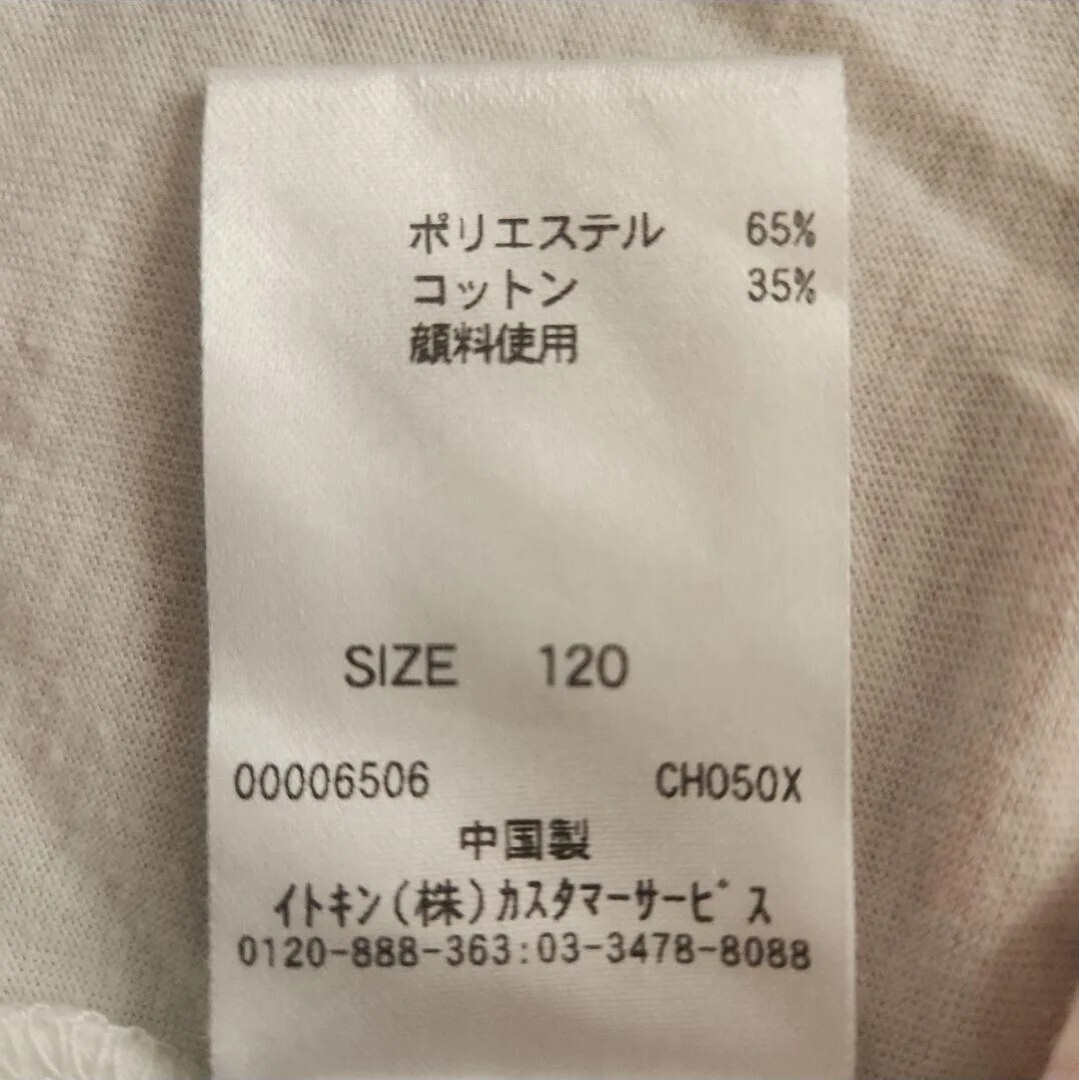 ポリエステル 65%
コットン 35%
顔料使用
SIZE 120
00006506 CH050X
中国製
イトキン(株)カスタマーサーピス
0120-888-363:03-3478-8088